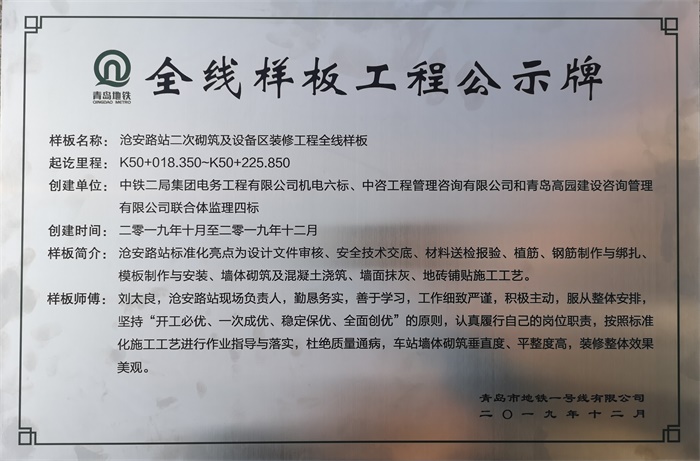 青岛地铁
QINGDAO METRO
全线样板工程公示牌
样板名称：沧安路站二次砌筑及设备区装修工程全线样板
起讫里程：K50+018.350~K50+225.850
创建单位：中铁二局集团电务工程有限公司机电六标、中咨工程管理咨询有限公司和青岛高园建设咨询管理
有限公司联合体监理四标
创建时间：二零一九年十月至二零一九年十二月
样板简介：沧安路站标准化亮点为设计文件审核、安全技术交底、材料送检报验、植筋、钢筋制作与绑扎、
模板制作与安装、墙体砌筑及混凝土浇筑、墙面抹灰、地砖铺贴施工工艺。
样板师傅：刘太良，沧安路站现场负责人，勤恳务实，善于学习，工作细致严谨，积极主动，服从整体安排，
坚持“开工必优、一次成优、稳定保优、全面创优”的原则，认真履行自己的岗位职责，按照标准
化施工工艺进行作业指导与落实，杜绝质量通病，车站墙体砌筑垂直度、平整度高，装修整体效果
美观。
青岛市地铁一号线有限公司
二〇一九年十二月